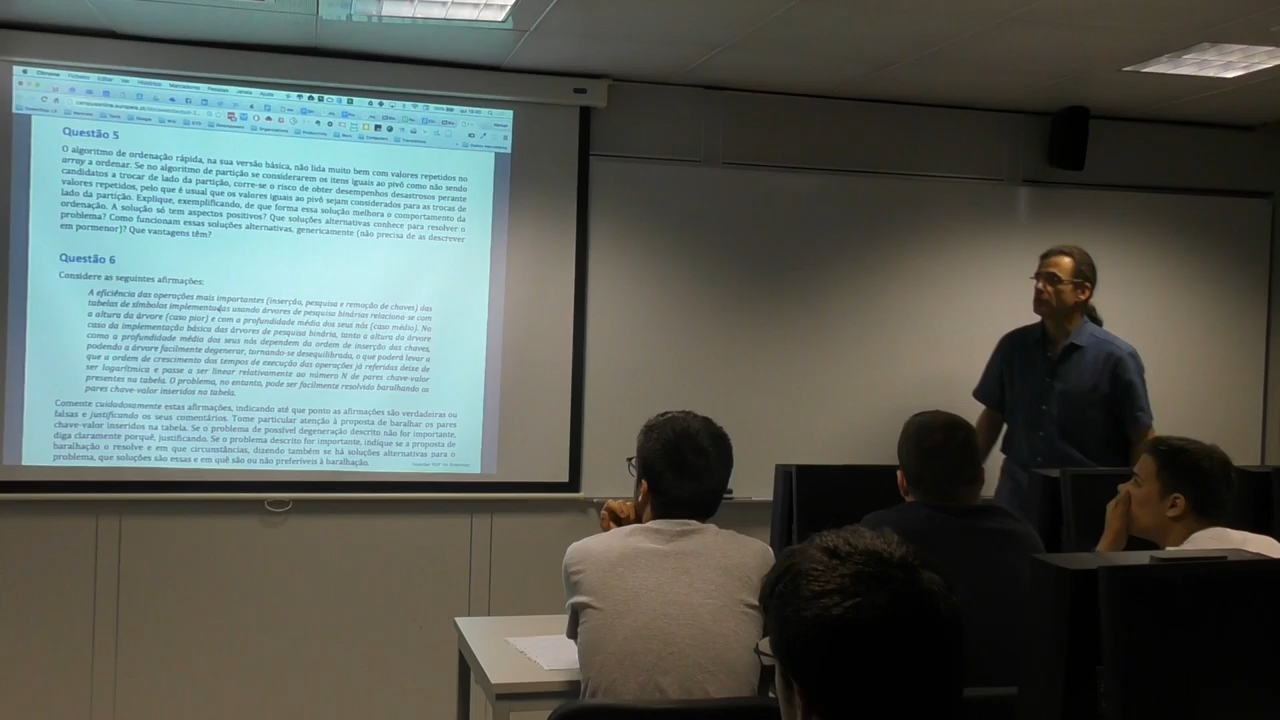 Chrome Ficheiro Editar Ver Histórico Marcadores Pessoas Janela Ajuda
campusonline.europeia.pt
Questão 5
O algoritmo de ordenação rápida, na sua versão básica, não lida muito bem com valores repetidos no
array a ordenar. Se no algoritmo de partição se considerarem os itens iguais ao pivô como não sendo
candidatos a trocar de lado da partição, corre-se o risco de obter desempenhos desastrosos perante
valores repetidos, pelo que é usual que os valores iguais ao pivô sejam considerados para as trocas de
lado da partição. Explique, exemplificando, de que forma essa solução melhora o comportamento da
ordenação. A solução só tem aspectos positivos? Que soluções alternativas conhece para resolver o
problema? Como funcionam essas soluções alternativas, genericamente (não precisa de as descrever
em pormenor)? Que vantagens têm?
Questão 6
Considere as seguintes afirmações:
A eficiência das operações mais importantes (inserção, pesquisa e remoção de chaves) das
tabelas de símbolos implementadas usando árvores de pesquisa binárias relaciona-se com
a altura da árvore (caso pior) e com a profundidade média dos seus nós (caso médio). No
caso da implementação básica das árvores de pesquisa binária, tanto a altura da árvore
como a profundidade média dos seus nós dependem da ordem de inserção das chaves,
podendo a árvore facilmente degenerar, tornando-se desequilibrada, o que poderá levar a
que a ordem de crescimento dos tempos de execução das operações já referidas deixe de
ser logarítmica e passe a ser linear relativamente ao número N de pares chave-valor
presentes na tabela. O problema, no entanto, pode ser facilmente resolvido baralhando os
pares chave-valor inseridos na tabela.
Comente cuidadosamente estas afirmações, indicando até que ponto as afirmações são verdadeiras ou
falsas e justificando os seus comentários. Tome particular atenção à proposta de baralhar os pares
chave-valor inseridos na tabela. Se o problema de possível degeneração descrito não for importante,
diga claramente porquê, justificando. Se o problema descrito for importante, indique se a proposta de
baralhação o resolve e em que circunstâncias, dizendo também se há soluções alternativas para o
problema, que soluções são essas e em quê são ou não preferíveis à baralhação.